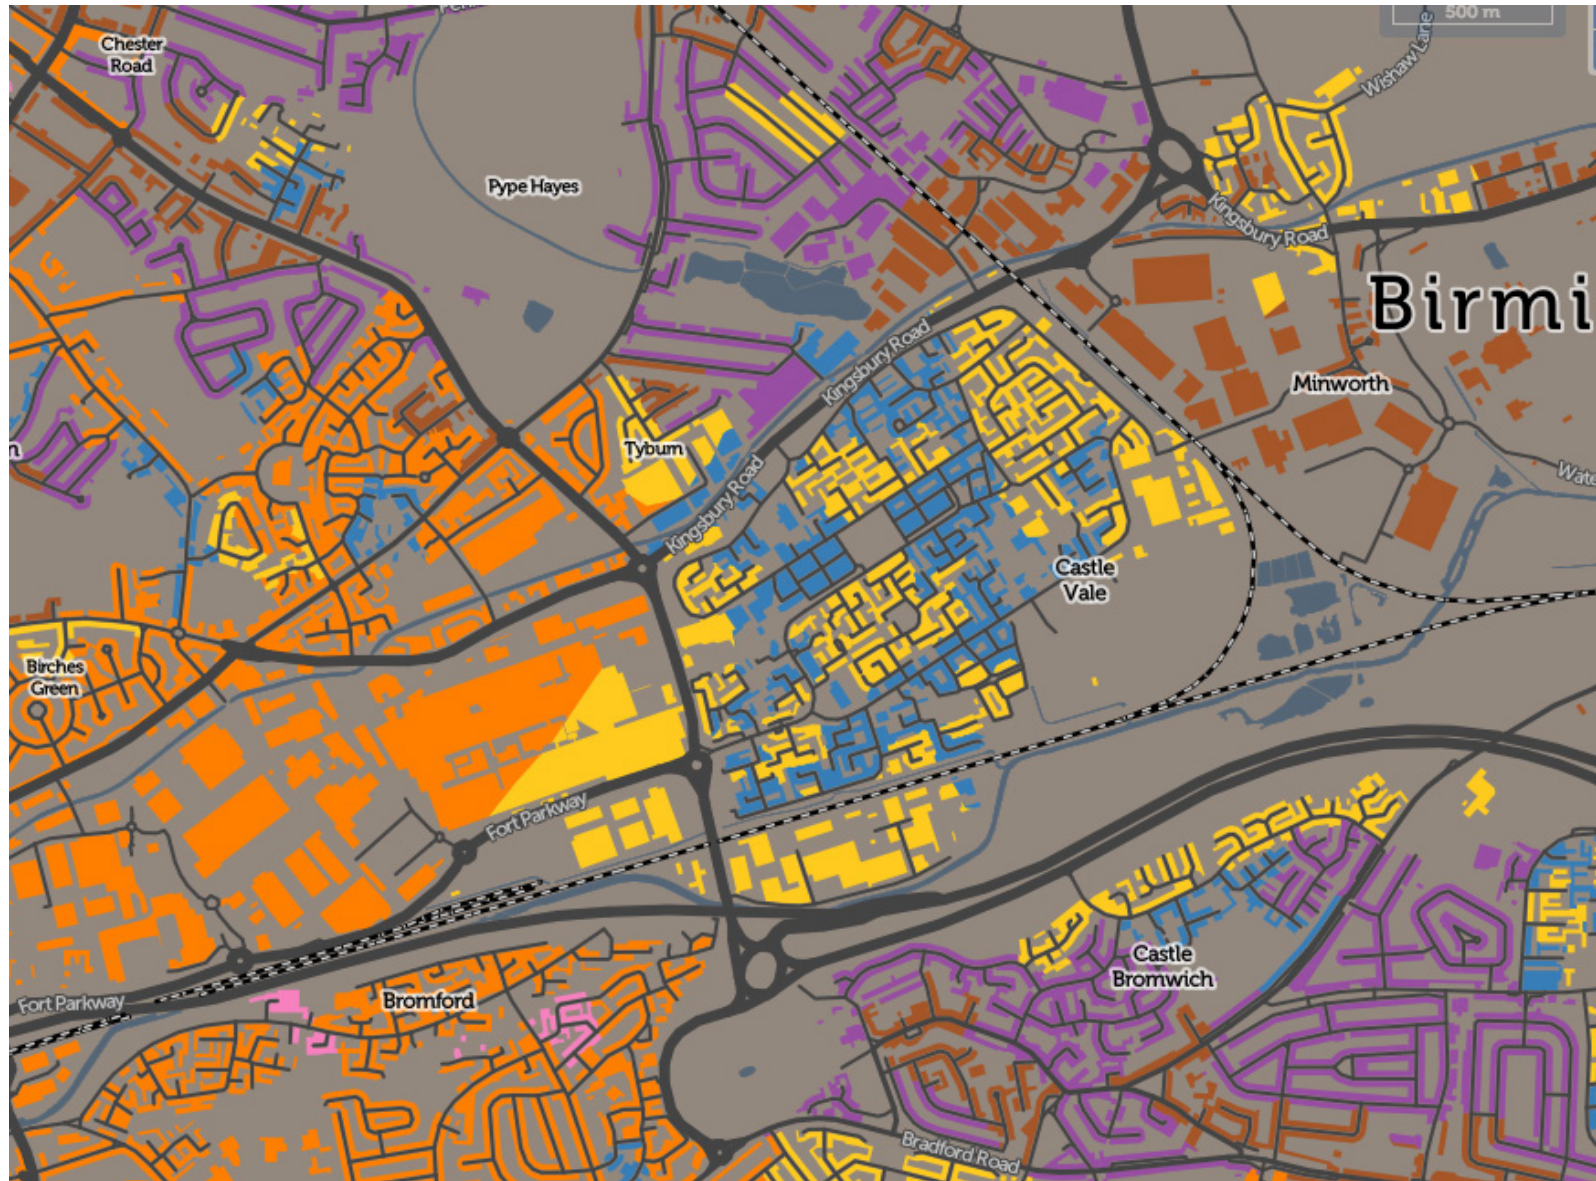 500 m
Chester
Road
Wishaw Lane
Pype Hayes
Kingsbury Road
Birmi
Kingsbury Road
Minworth
n
Tyburn
Wate
Kingsbury Road
Castle
Vale
Birches
Green
Fort Parkway
Castle
Bromwich
Fort Parkway
Bromford
Bradford Road